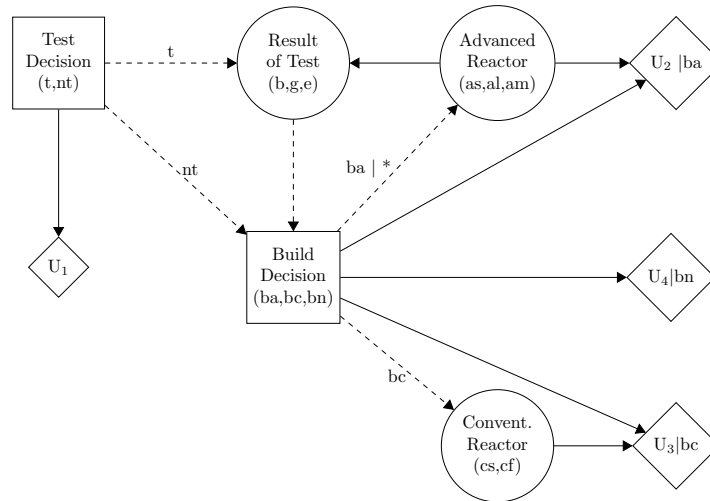 Test
Decision
(t,nt)
t
Result
of Test
(b,g,e)
Advanced
Reactor
(as,al,am)
U₂ |ba
nt
ba | *
U₁
Build
Decision
(ba,bc,bn)
U₄|bn
bc
Convent.
Reactor
(cs,cf)
U₃|bc